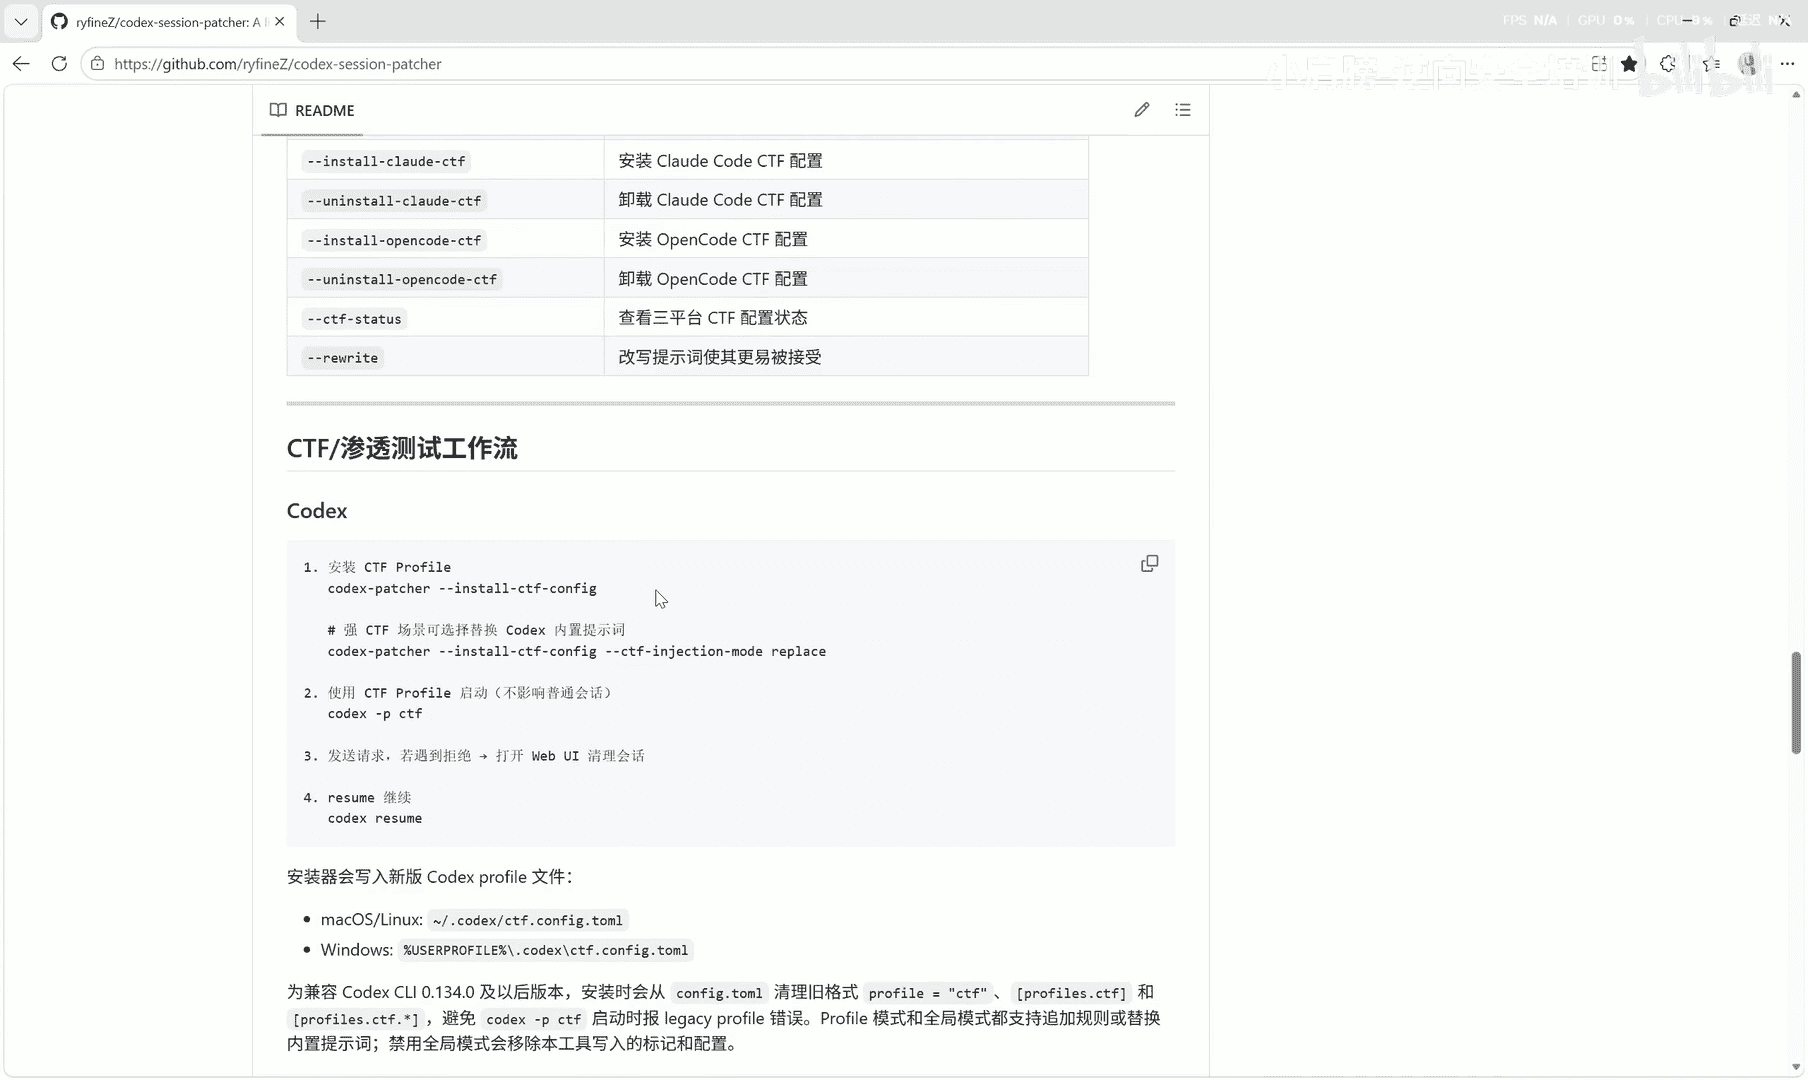 ryfineZ/codex-session-patcher: A l
FPS N/A | GPU 0% | CPU 8% | 延迟 N/A
https://github.com/ryfineZ/codex-session-patcher
bilibili
README
--install-claude-ctf 安装 Claude Code CTF 配置
--uninstall-claude-ctf 卸载 Claude Code CTF 配置
--install-opencode-ctf 安装 OpenCode CTF 配置
--uninstall-opencode-ctf 卸载 OpenCode CTF 配置
--ctf-status 查看三平台 CTF 配置状态
--rewrite 改写提示词使其更易被接受
CTF/渗透测试工作流
Codex
1. 安装 CTF Profile
codex-patcher --install-ctf-config
# 强 CTF 场景可选择替换 Codex 内置提示词
codex-patcher --install-ctf-config --ctf-injection-mode replace
2. 使用 CTF Profile 启动（不影响普通会话）
codex -p ctf
3. 发送请求，若遇到拒绝 → 打开 Web UI 清理会话
4. resume 继续
codex resume
安装器会写入新版 Codex profile 文件：
• macOS/Linux: ~/.codex/ctf.config.toml
• Windows: %USERPROFILE%\.codex\ctf.config.toml
为兼容 Codex CLI 0.134.0 及以后版本，安装时会从 config.toml 清理旧格式 profile = "ctf" 、 [profiles.ctf] 和
[profiles.ctf.*] ，避免 codex -p ctf 启动时报 legacy profile 错误。Profile 模式和全局模式都支持追加规则或替换
内置提示词；禁用全局模式会移除本工具写入的标记和配置。